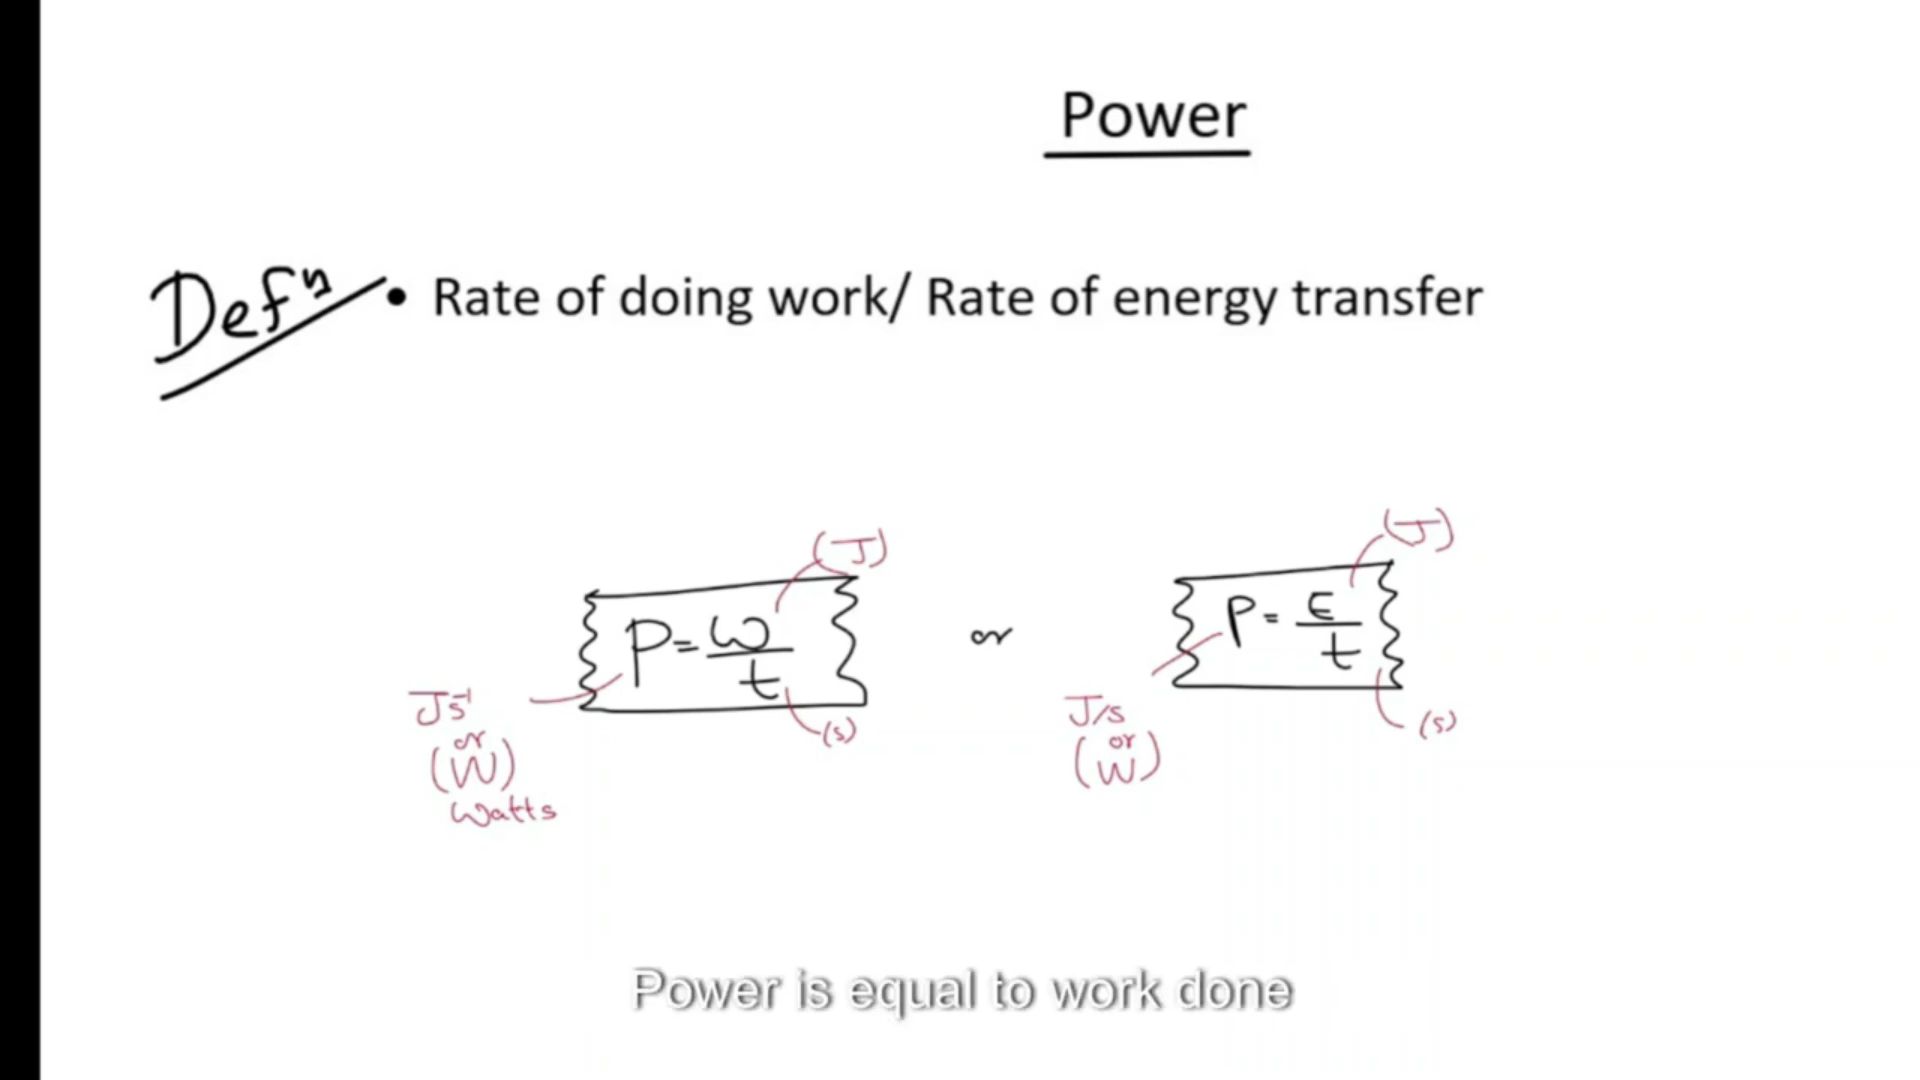 Power
Defⁿ • Rate of doing work/ Rate of energy transfer
(J) (J)
P = W/t or P = E/t
Js⁻¹ (s) J/s (s)
or or
(W) (W)
Watts
Power is equal to work done